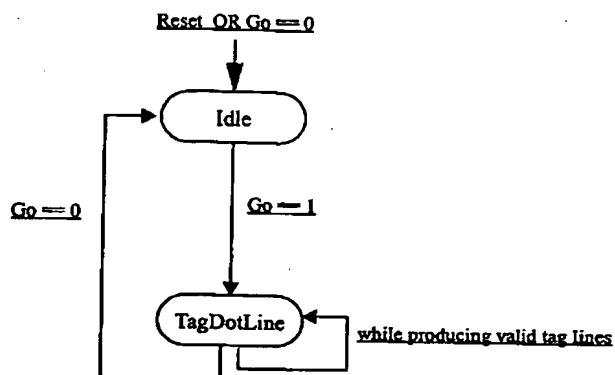 Reset OR Go == 0
Idle
Go == 0
Go == 1
TagDotLine
while producing valid tag lines